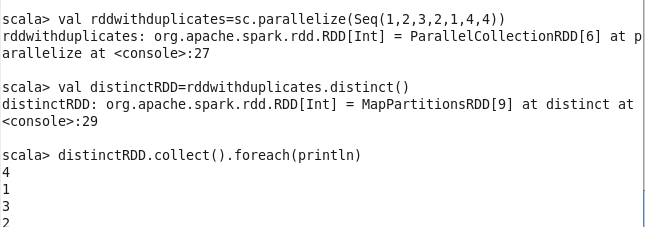 scala> val rddwithduplicates=sc.parallelize(Seq(1,2,3,2,1,4,4))
rddwithduplicates: org.apache.spark.rdd.RDD[Int] = ParallelCollectionRDD[6] at p
arallelize at <console>:27
scala> val distinctRDD=rddwithduplicates.distinct()
distinctRDD: org.apache.spark.rdd.RDD[Int] = MapPartitionsRDD[9] at distinct at
<console>:29
scala> distinctRDD.collect().foreach(println)
4
1
3
2